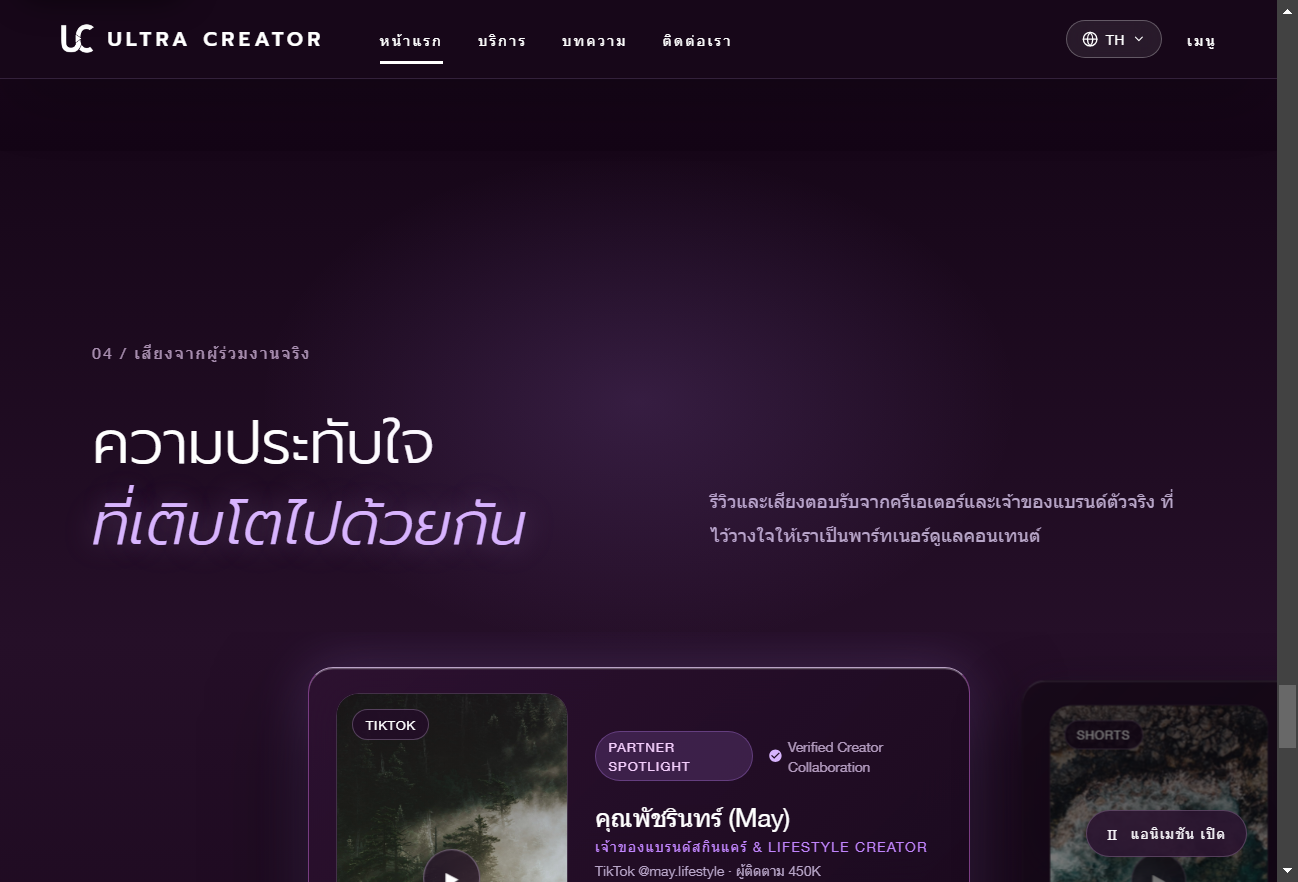 UC ULTRA CREATOR
หน้าแรก
บริการ
บทความ
ติดต่อเรา
TH
เมนู
04 / เสียงจากผู้ร่วมงานจริง
ความประทับใจ
ที่เติบโตไปด้วยกัน
รีวิวและเสียงตอบรับจากครีเอเตอร์และเจ้าของแบรนด์ตัวจริง ที่
ไว้วางใจให้เราเป็นพาร์ทเนอร์ดูแลคอนเทนต์
TIKTOK
PARTNER
SPOTLIGHT
Verified Creator
Collaboration
คุณพัชรินทร์ (May)
เจ้าของแบรนด์สกินแคร์ & LIFESTYLE CREATOR
TikTok @may.lifestyle · ผู้ติดตาม 450K
SHORTS
แอนิเมชัน เปิด